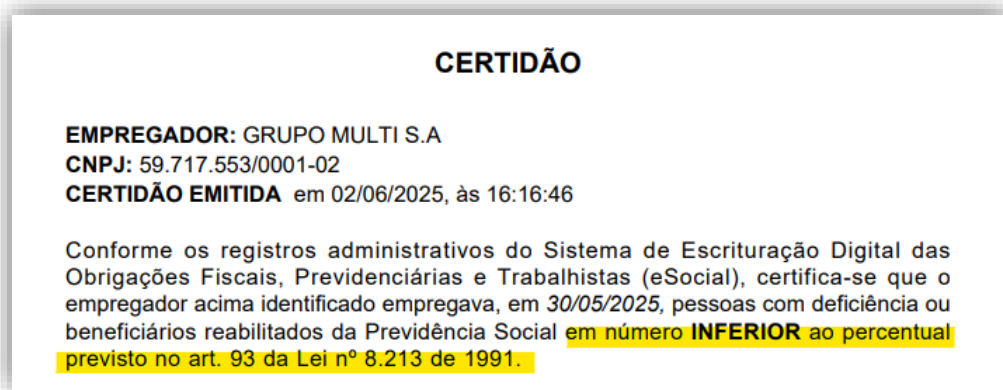 CERTIDÃO
EMPREGADOR: GRUPO MULTI S.A
CNPJ: 59.717.553/0001-02
CERTIDÃO EMITIDA em 02/06/2025, às 16:16:46
Conforme os registros administrativos do Sistema de Escrituração Digital das
Obrigações Fiscais, Previdenciárias e Trabalhistas (eSocial), certifica-se que o
empregador acima identificado empregava, em 30/05/2025, pessoas com deficiência ou
beneficiários reabilitados da Previdência Social em número INFERIOR ao percentual
previsto no art. 93 da Lei nº 8.213 de 1991.